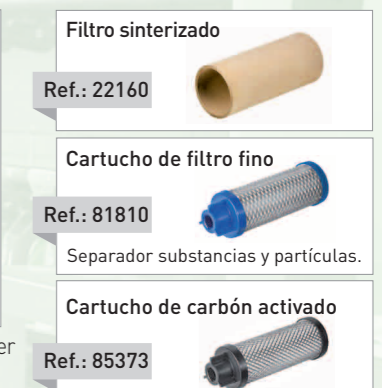 Filtro sinterizado
Ref.: 22160
Cartucho de filtro fino
Ref.: 81810
Separador substancias y partículas.
Cartucho de carbón activado
er
Ref.: 85373